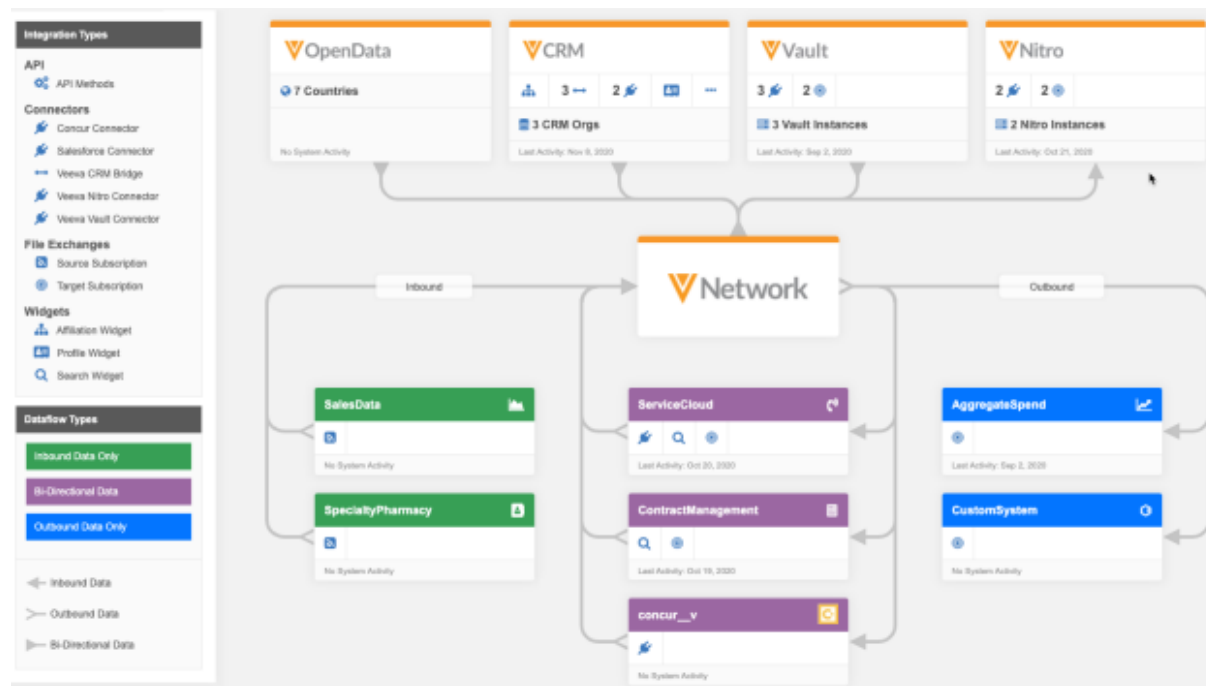 Integration Types
API
API Methods
Connectors
Concur Connector
Salesforce Connector
Veeva CRM Bridge
Veeva Nitro Connector
Veeva Vault Connector
File Exchanges
Source Subscription
Target Subscription
Widgets
Affiliation Widget
Profile Widget
Search Widget
Dataflow Types
Inbound Data Only
Bi-Directional Data
Outbound Data Only
Inbound Data
Outbound Data
Bi-Directional Data
OpenData
7 Countries
No System Activity
CRM
3 2
3 CRM Orgs
Last Activity: Nov 9, 2020
Vault
3 2
3 Vault Instances
Last Activity: Sep 2, 2020
Nitro
2 2
2 Nitro Instances
Last Activity: Oct 21, 2020
Network
Inbound
Outbound
SalesData
No System Activity
SpecialtyPharmacy
No System Activity
ServiceCloud
Last Activity: Oct 20, 2020
ContractManagement
Last Activity: Oct 19, 2020
concur__v
No System Activity
AggregateSpend
Last Activity: Sep 2, 2020
CustomSystem
No System Activity